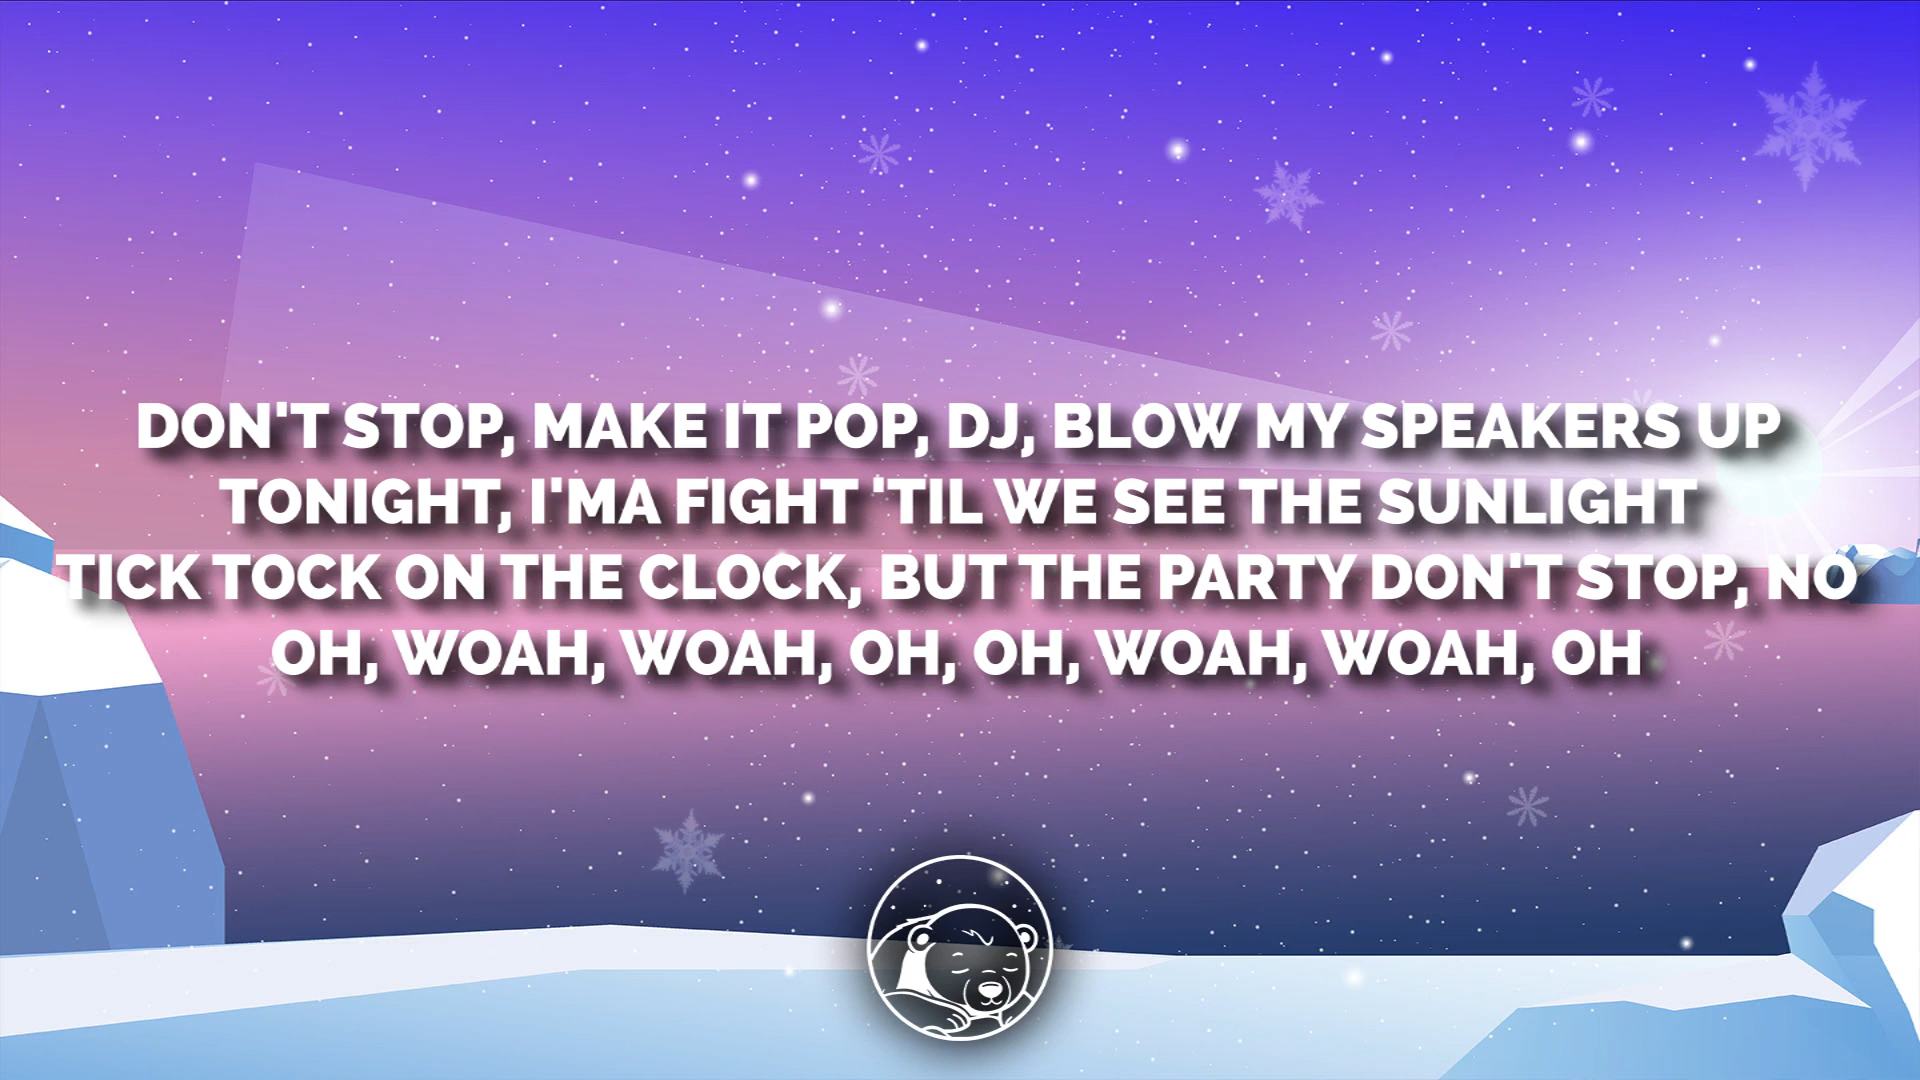 DON'T STOP, MAKE IT POP, DJ, BLOW MY SPEAKERS UP
TONIGHT, I'MA FIGHT 'TIL WE SEE THE SUNLIGHT
TICK TOCK ON THE CLOCK, BUT THE PARTY DON'T STOP, NO
OH, WOAH, WOAH, OH, OH, WOAH, WOAH, OH